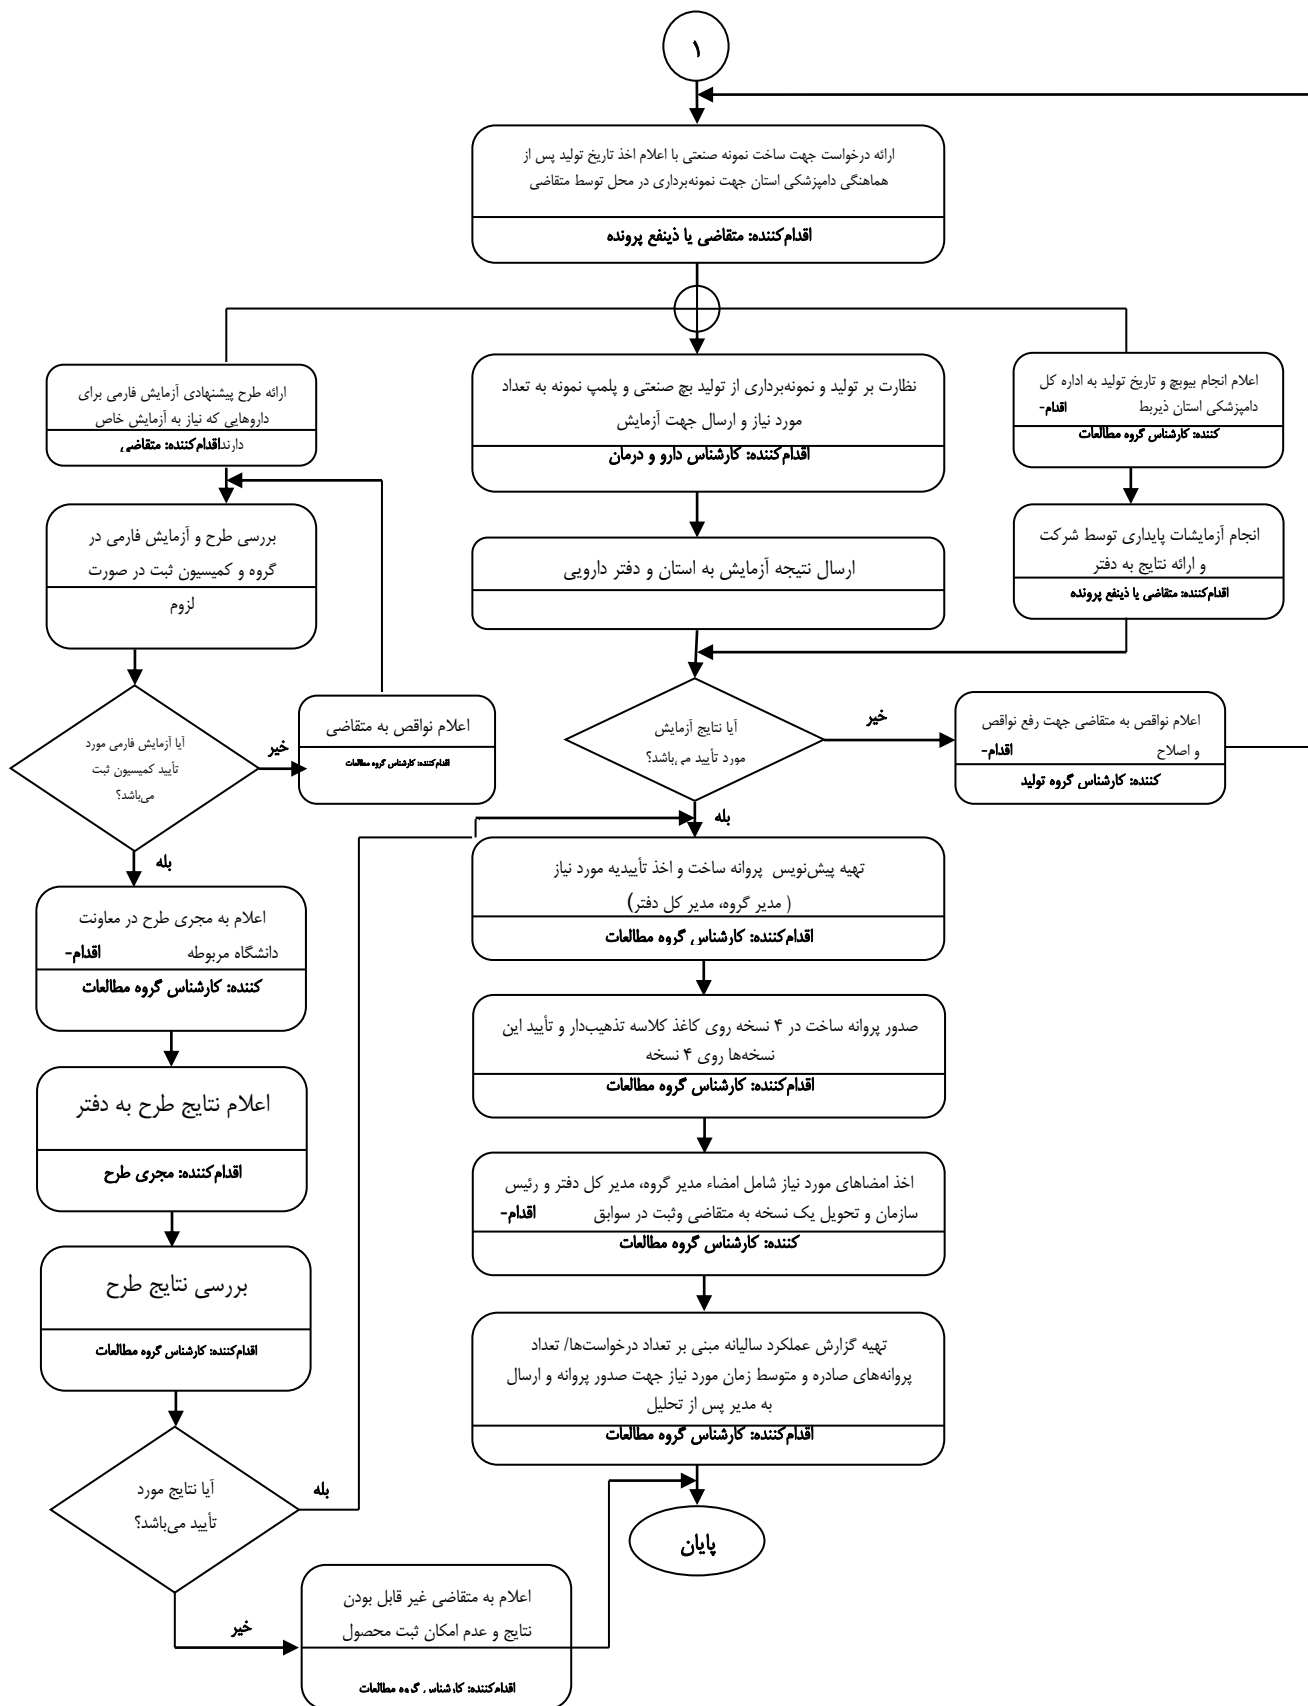 ۱
ارائه درخواست جهت ساخت نمونه صنعتی با اعلام اخذ تاریخ تولید پس از
هماهنگی دامپزشکی استان جهت نمونه‌برداری در محل توسط متقاضی
اقدام‌کننده: متقاضی یا ذینفع پرونده
اعلام انجام بیوبچ و تاریخ تولید به اداره کل
دامپزشکی استان ذیربط اقدام-
کننده: کارشناس گروه مطالعات
نظارت بر تولید و نمونه‌برداری از تولید بچ صنعتی و پلمپ نمونه به تعداد
مورد نیاز و ارسال جهت آزمایش
اقدام‌کننده: کارشناس دارو و درمان
ارائه طرح پیشنهادی آزمایش فارمی برای
داروهایی که نیاز به آزمایش خاص
دارنداقدام‌کننده: متقاضی
انجام آزمایشات پایداری توسط شرکت
و ارائه نتایج به دفتر
اقدام‌کننده: متقاضی یا ذینفع پرونده
ارسال نتیجه آزمایش به استان و دفتر دارویی
بررسی طرح و آزمایش فارمی در
گروه و کمیسیون ثبت در صورت
لزوم
آیا نتایج آزمایش
مورد تأیید می‌باشد؟
خیر
اعلام نواقص به متقاضی جهت رفع نواقص
و اصلاح اقدام-
کننده: کارشناس گروه تولید
بله
آیا آزمایش فارمی مورد
تأیید کمیسیون ثبت
می‌باشد؟
خیر
اعلام نواقص به متقاضی
اقدام‌کننده: کارشناس گروه مطالعات
بله
تهیه پیش‌نویس پروانه ساخت و اخذ تأییدیه مورد نیاز
( مدیر گروه، مدیر کل دفتر)
اقدام‌کننده: کارشناس گروه مطالعات
اعلام به مجری طرح در معاونت
دانشگاه مربوطه اقدام-
کننده: کارشناس گروه مطالعات
صدور پروانه ساخت در ۴ نسخه روی کاغذ کلاسه تذهیب‌دار و تأیید این
نسخه‌ها روی ۴ نسخه
اقدام‌کننده: کارشناس گروه مطالعات
اعلام نتایج طرح به دفتر
اقدام‌کننده: مجری طرح
اخذ امضاهای مورد نیاز شامل امضاء مدیر گروه، مدیر کل دفتر و رئیس
سازمان و تحویل یک نسخه به متقاضی وثبت در سوابق اقدام-
کننده: کارشناس گروه مطالعات
بررسی نتایج طرح
اقدام‌کننده: کارشناس گروه مطالعات
تهیه گزارش عملکرد سالیانه مبنی بر تعداد درخواست‌ها/ تعداد
پروانه‌های صادره و متوسط زمان مورد نیاز جهت صدور پروانه و ارسال
به مدیر پس از تحلیل
اقدام‌کننده: کارشناس گروه مطالعات
آیا نتایج مورد
تأیید می‌باشد؟
بله
پایان
خیر
اعلام به متقاضی غیر قابل بودن
نتایج و عدم امکان ثبت محصول
اقدام‌کننده: کارشناس گروه مطالعات